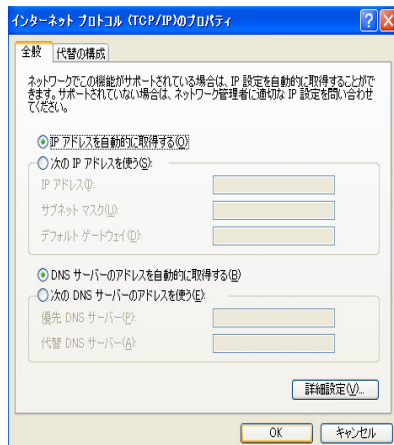 インターネット プロトコル (TCP/IP)のプロパティ
全般 代替の構成
ネットワークでこの機能がサポートされている場合は、IP 設定を自動的に取得することがで
きます。サポートされていない場合は、ネットワーク管理者に適切な IP 設定を問い合わせ
てください。
IP アドレスを自動的に取得する(O)
次の IP アドレスを使う(S):
IP アドレス(I):
サブネット マスク(U):
デフォルト ゲートウェイ(D):
DNS サーバーのアドレスを自動的に取得する(B)
次の DNS サーバーのアドレスを使う(E):
優先 DNS サーバー(P):
代替 DNS サーバー(A):
詳細設定(V)...
OK キャンセル